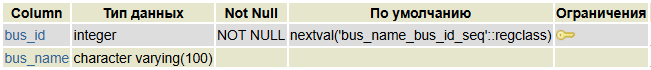 Column Тип данных Not Null По умолчанию Ограничения
bus_id integer NOT NULL nextval('bus_name_bus_id_seq'::regclass)
bus_name character varying(100)